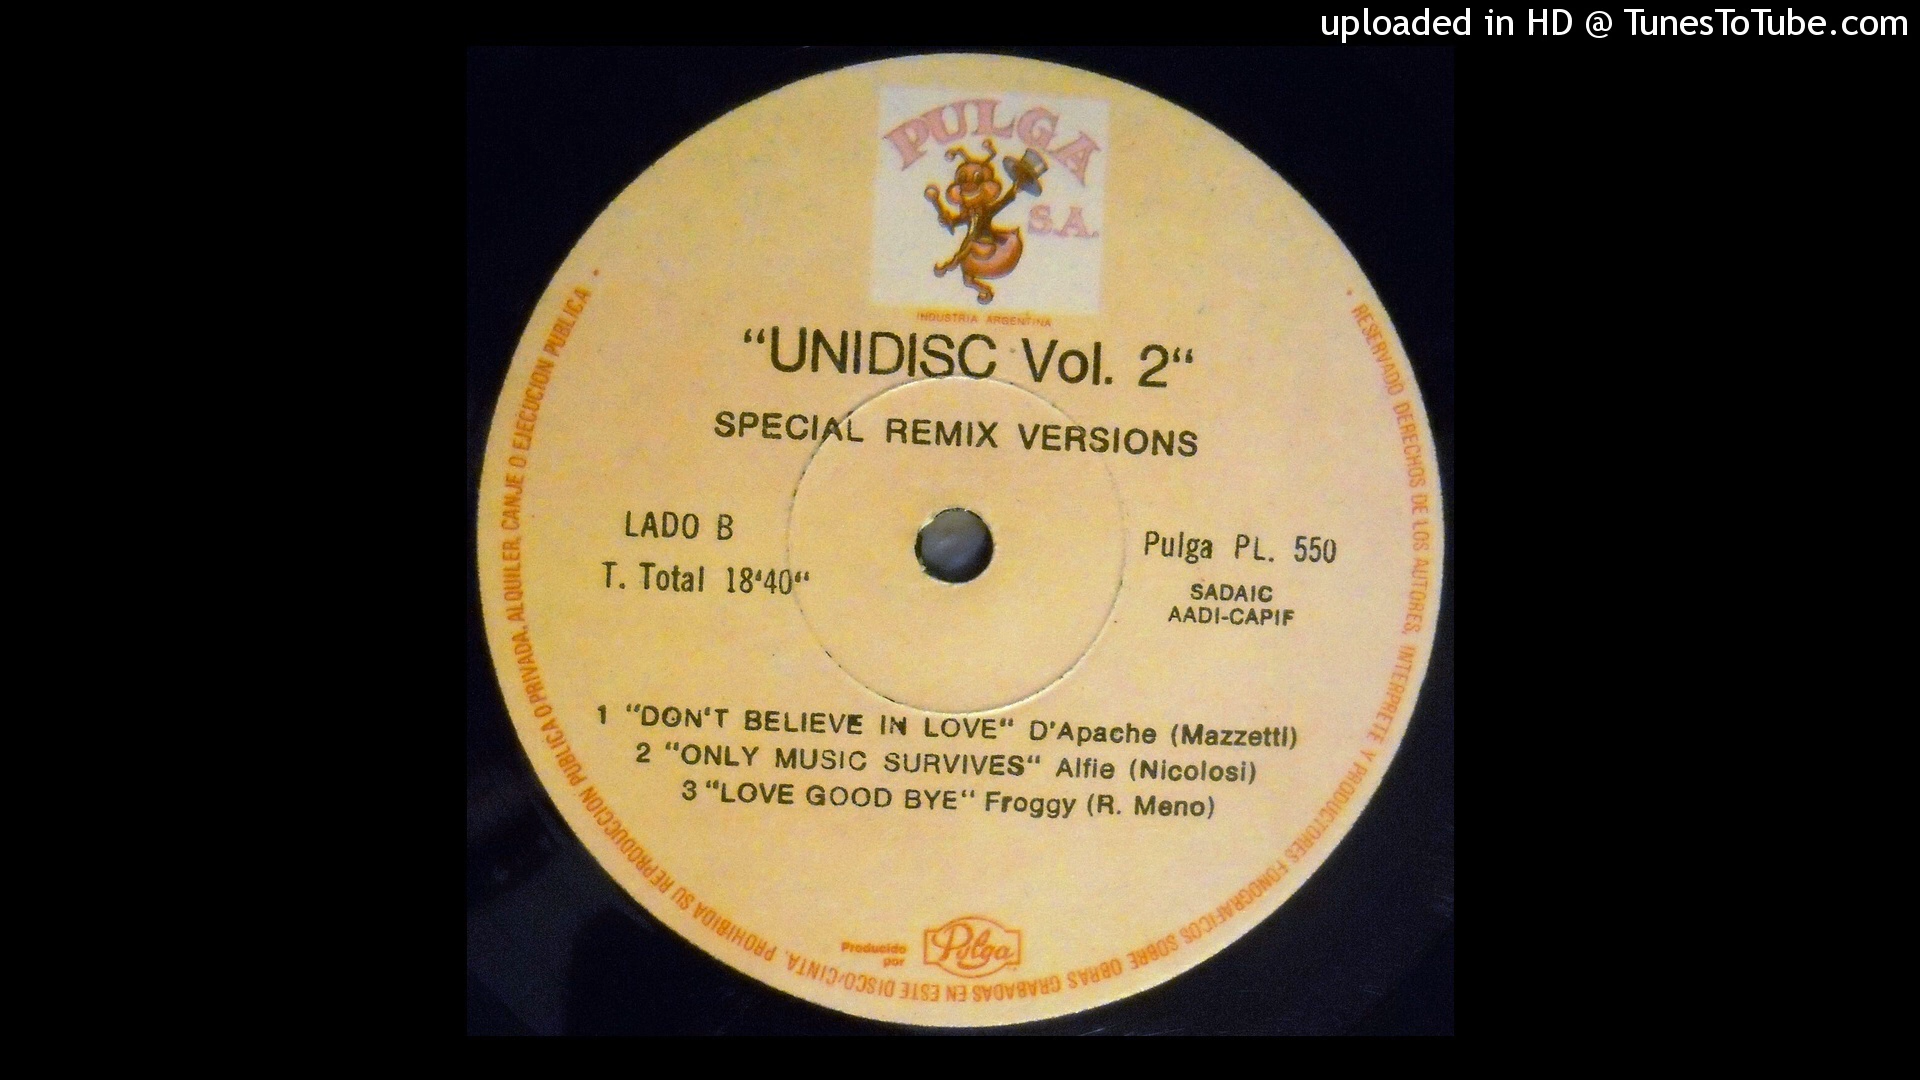 uploaded in HD @ TunesToTube.com
PULGA
S.A.
INDUSTRIA ARGENTINA
“UNIDISC Vol. 2“
SPECIAL REMIX VERSIONS
LADO B
T. Total 18‘40“
Pulga PL. 550
SADAIC
AADI-CAPIF
1 “DON'T BELIEVE IN LOVE“ D'Apache (Mazzetti)
2 “ONLY MUSIC SURVIVES“ Alfie (Nicolosi)
3 “LOVE GOOD BYE“ Froggy (R. Meno)
Producido
por
Pulga
• RESERVADO DERECHOS DE LOS AUTORES, INTERPRETE Y PRODUCTORES FONOGRAFICOS SOBRE OBRAS GRABADAS EN ESTE DISCO/CINTA. PROHIBIDA SU REPRODUCCION PUBLICA O PRIVADA, ALQUILER, CANJE O EJECUCION PUBLICA •